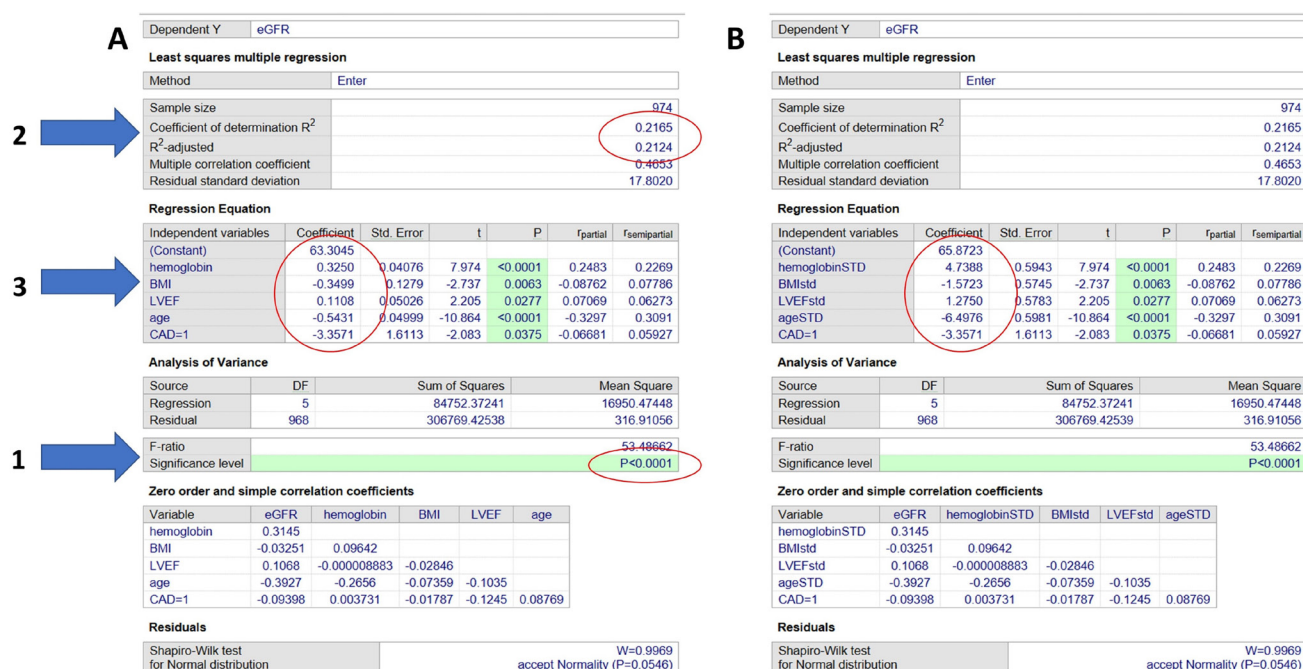 A
Dependent Y eGFR
Least squares multiple regression
Method Enter
Sample size 974
2
Coefficient of determination R² 0.2165
R²-adjusted 0.2124
Multiple correlation coefficient 0.4653
Residual standard deviation 17.8020
Regression Equation
Independent variables Coefficient Std. Error t P rpartial rsemipartial
(Constant) 63.3045
hemoglobin 0.3250 0.04076 7.974 <0.0001 0.2483 0.2269
3
BMI -0.3499 0.1279 -2.737 0.0063 -0.08762 0.07786
LVEF 0.1108 0.05026 2.205 0.0277 0.07069 0.06273
age -0.5431 0.04999 -10.864 <0.0001 -0.3297 0.3091
CAD=1 -3.3571 1.6113 -2.083 0.0375 -0.06681 0.05927
Analysis of Variance
Source DF Sum of Squares Mean Square
Regression 5 84752.37241 16950.47448
Residual 968 306769.42538 316.91056
1
F-ratio 53.48662
Significance level P<0.0001
Zero order and simple correlation coefficients
Variable eGFR hemoglobin BMI LVEF age
hemoglobin 0.3145
BMI -0.03251 0.09642
LVEF 0.1068 -0.000008883 -0.02846
age -0.3927 -0.2656 -0.07359 -0.1035
CAD=1 -0.09398 0.003731 -0.01787 -0.1245 0.08769
Residuals
Shapiro-Wilk test W=0.9969
for Normal distribution accept Normality (P=0.0546)
B
Dependent Y eGFR
Least squares multiple regression
Method Enter
Sample size 974
Coefficient of determination R² 0.2165
R²-adjusted 0.2124
Multiple correlation coefficient 0.4653
Residual standard deviation 17.8020
Regression Equation
Independent variables Coefficient Std. Error t P rpartial rsemipartial
(Constant) 65.8723
hemoglobinSTD 4.7388 0.5943 7.974 <0.0001 0.2483 0.2269
BMIstd -1.5723 0.5745 -2.737 0.0063 -0.08762 0.07786
LVEFstd 1.2750 0.5783 2.205 0.0277 0.07069 0.06273
ageSTD -6.4976 0.5981 -10.864 <0.0001 -0.3297 0.3091
CAD=1 -3.3571 1.6113 -2.083 0.0375 -0.06681 0.05927
Analysis of Variance
Source DF Sum of Squares Mean Square
Regression 5 84752.37241 16950.47448
Residual 968 306769.42539 316.91056
F-ratio 53.48662
Significance level P<0.0001
Zero order and simple correlation coefficients
Variable eGFR hemoglobinSTD BMIstd LVEFstd ageSTD
hemoglobinSTD 0.3145
BMIstd -0.03251 0.09642
LVEFstd 0.1068 -0.000008883 -0.02846
ageSTD -0.3927 -0.2656 -0.07359 -0.1035
CAD=1 -0.09398 0.003731 -0.01787 -0.1245 0.08769
Residuals
Shapiro-Wilk test W=0.9969
for Normal distribution accept Normality (P=0.0546)